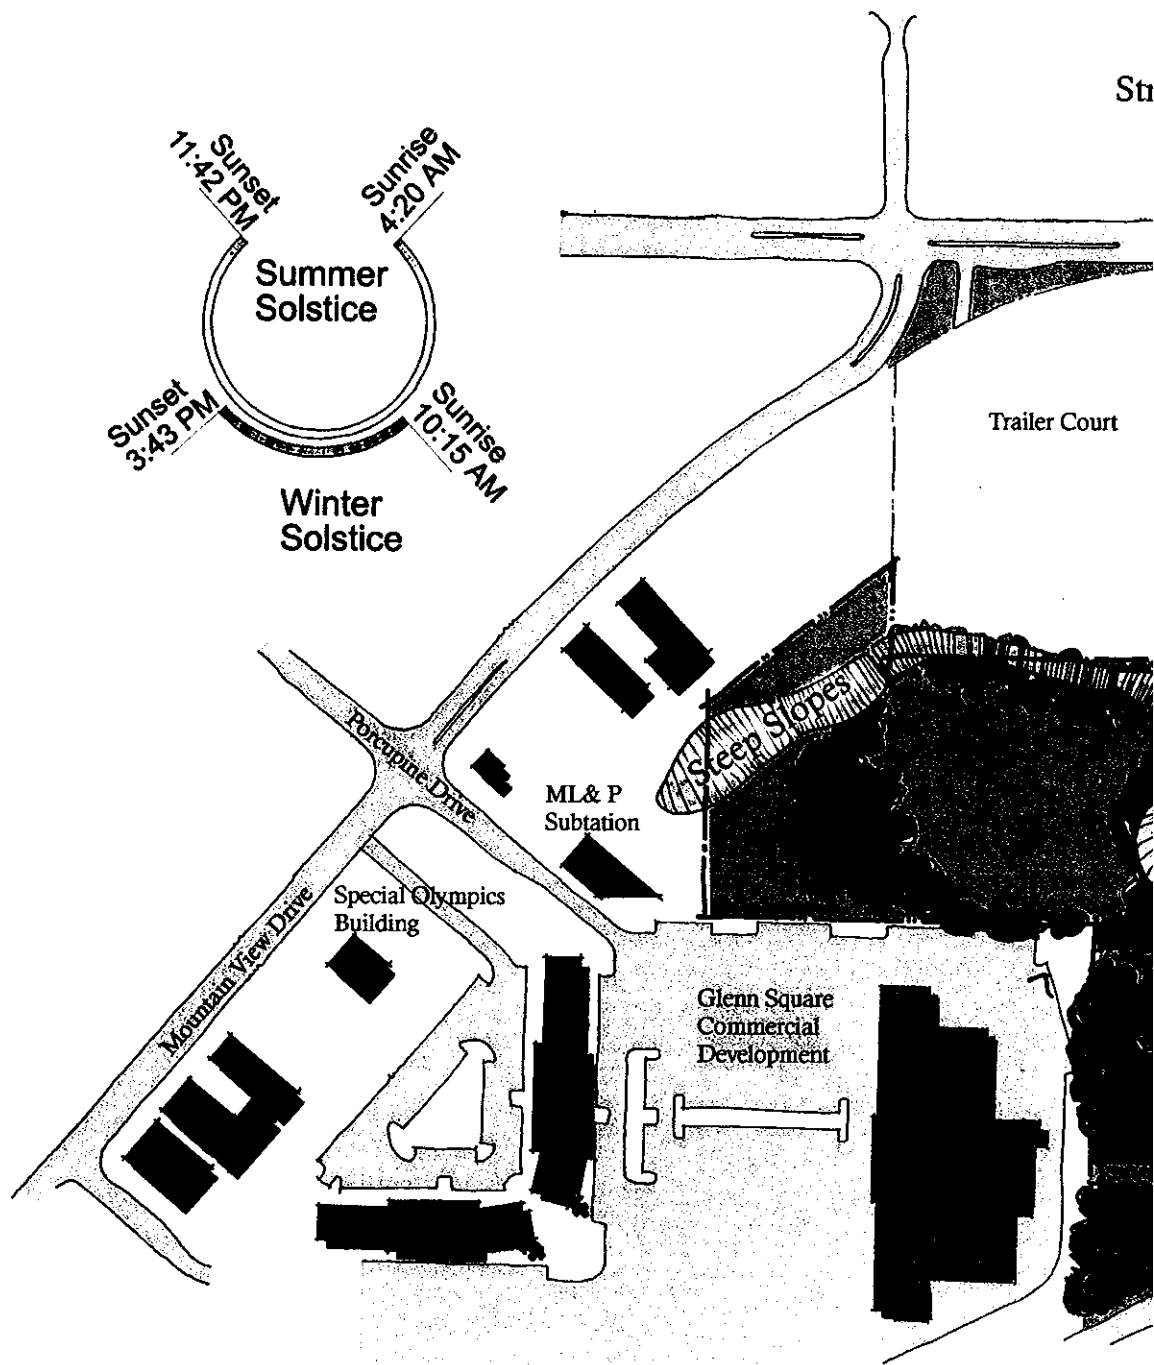 Str
Sunset
11:42 PM
Sunrise
4:20 AM
Summer
Solstice
Sunset
3:43 PM
Sunrise
10:15 AM
Winter
Solstice
Trailer Court
Steep Slopes
Porcupine Drive
ML& P
Subtation
Special Olympics
Building
Mountain View Drive
Glenn Square
Commercial
Development